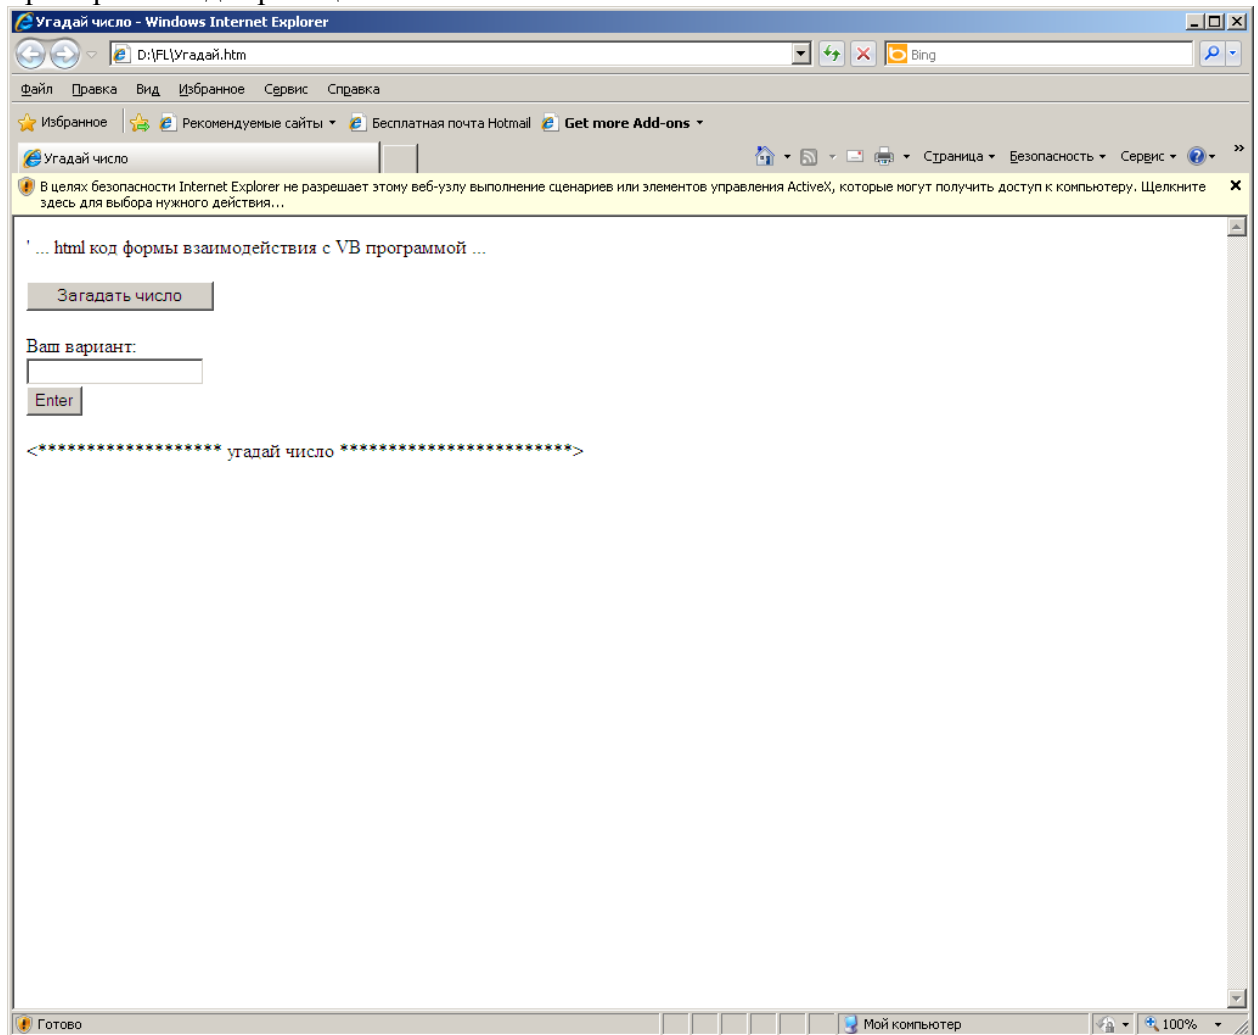 Угадай число - Windows Internet Explorer
D:\FL\Угадай.htm
Bing
Файл Правка Вид Избранное Сервис Справка
Избранное Рекомендуемые сайты Бесплатная почта Hotmail Get more Add-ons
Угадай число Страница Безопасность Сервис »
В целях безопасности Internet Explorer не разрешает этому веб-узлу выполнение сценариев или элементов управления ActiveX, которые могут получить доступ к компьютеру. Щелкните
здесь для выбора нужного действия...
' ... html код формы взаимодействия с VB программой ...
Загадать число
Ваш вариант:
Enter
<******************* угадай число ************************>
Готово Мой компьютер 100%